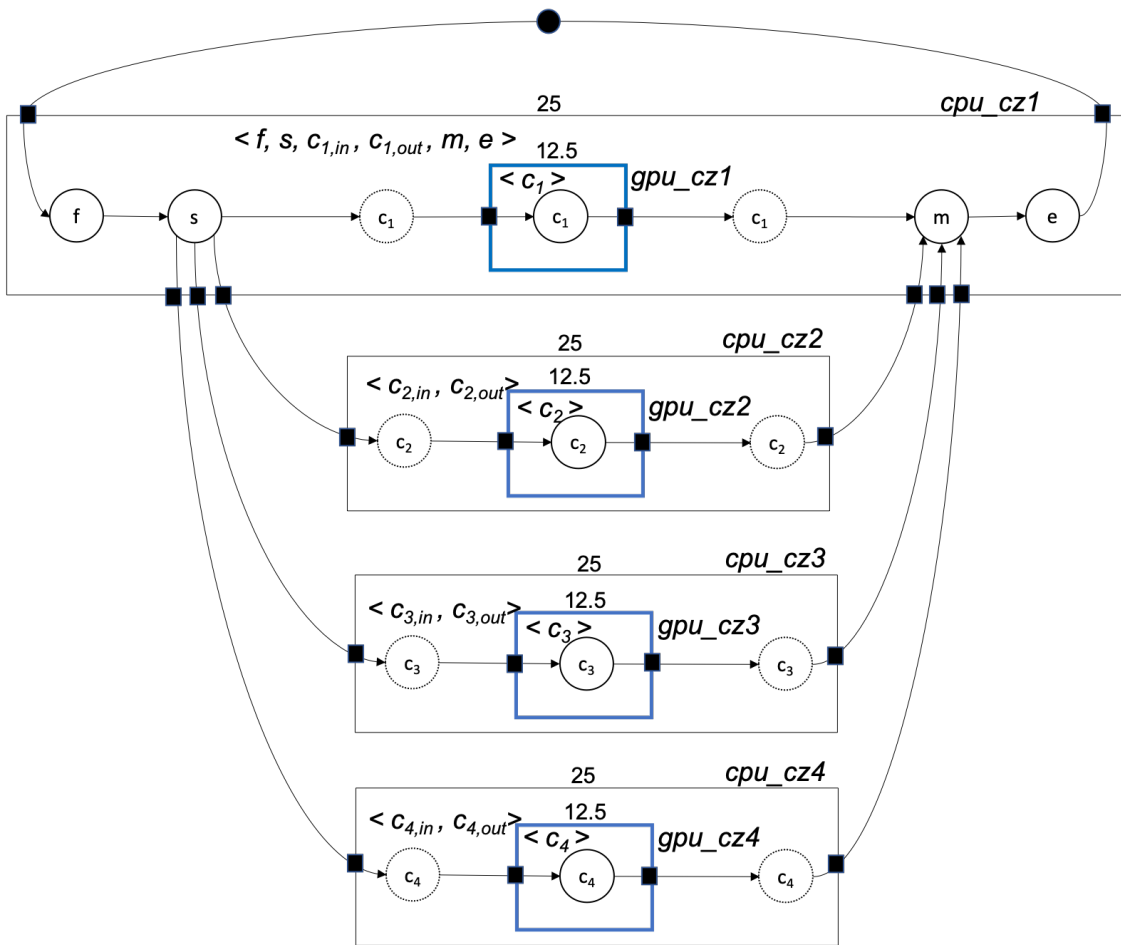 25 cpu_cz1
< f, s, c1,in , c1,out , m, e >
12.5
< c1 > gpu_cz1
f s c1 c1 c1 m e
25 cpu_cz2
< c2,in , c2,out >
12.5
< c2 > gpu_cz2
c2 c2 c2
25 cpu_cz3
< c3,in , c3,out >
12.5
< c3 > gpu_cz3
c3 c3 c3
25 cpu_cz4
< c4,in , c4,out >
12.5
< c4 > gpu_cz4
c4 c4 c4